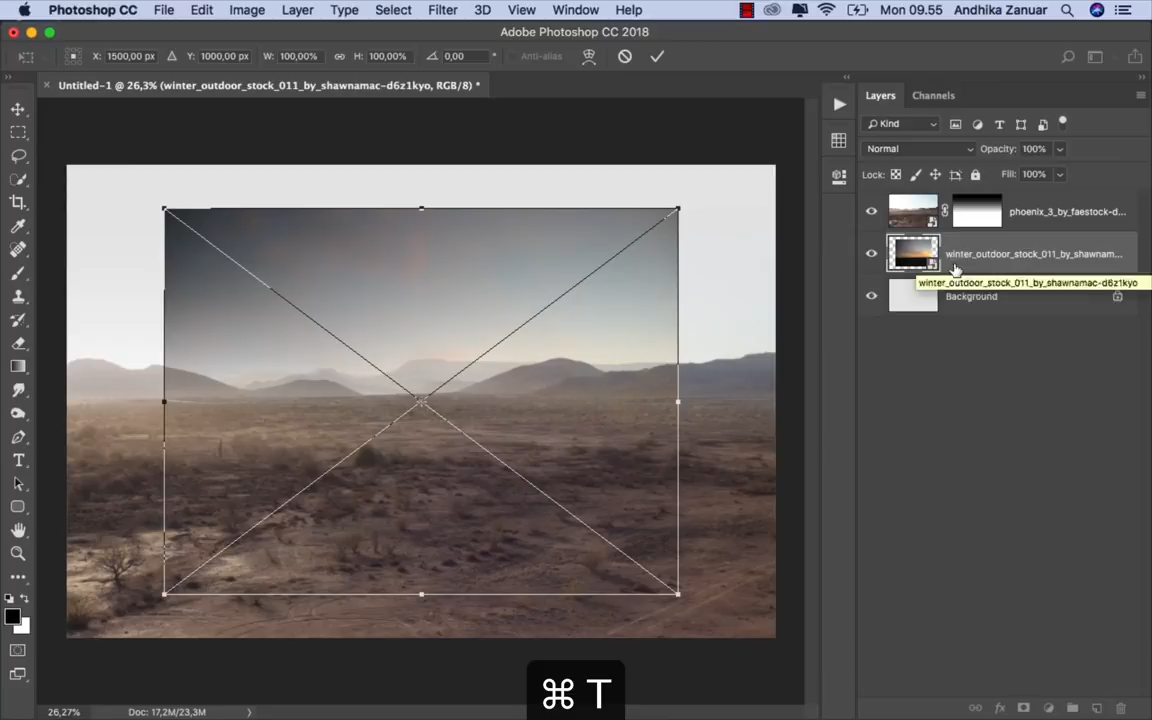 Photoshop CC File Edit Image Layer Type Select Filter 3D View Window Help Mon 09.55 Andhika Zanuar
Adobe Photoshop CC 2018
X: 1500,00 px Y: 1000,00 px W: 100,00% H: 100,00% 0,00 ° Anti-alias
Untitled-1 @ 26,3% (winter_outdoor_stock_011_by_shawnamac-d6z1kyo, RGB/8) *
Layers Channels
Kind
Normal Opacity: 100%
Lock: Fill: 100%
phoenix_3_by_faestock-d...
winter_outdoor_stock_011_by_shawnam...
winter_outdoor_stock_011_by_shawnamac-d6z1kyo
Background
⌘ T
26,27% Doc: 17,2M/23,3M